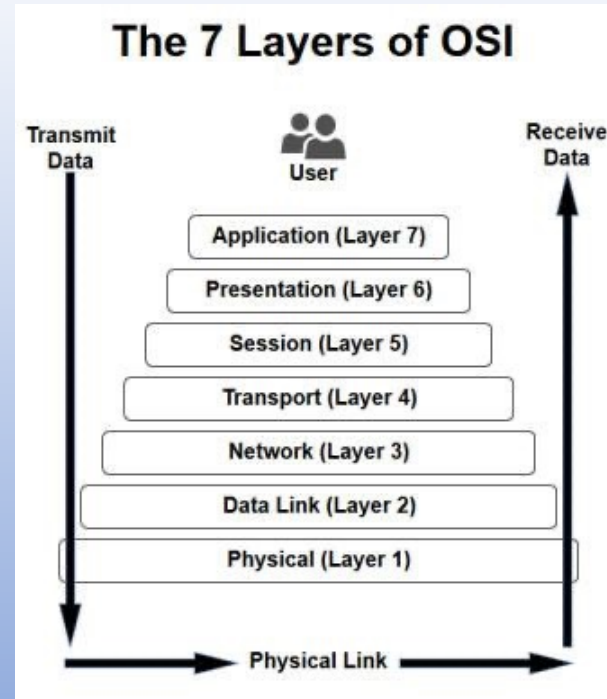 The 7 Layers of OSI
Transmit
Data
User
Receive
Data
Application (Layer 7)
Presentation (Layer 6)
Session (Layer 5)
Transport (Layer 4)
Network (Layer 3)
Data Link (Layer 2)
Physical (Layer 1)
Physical Link